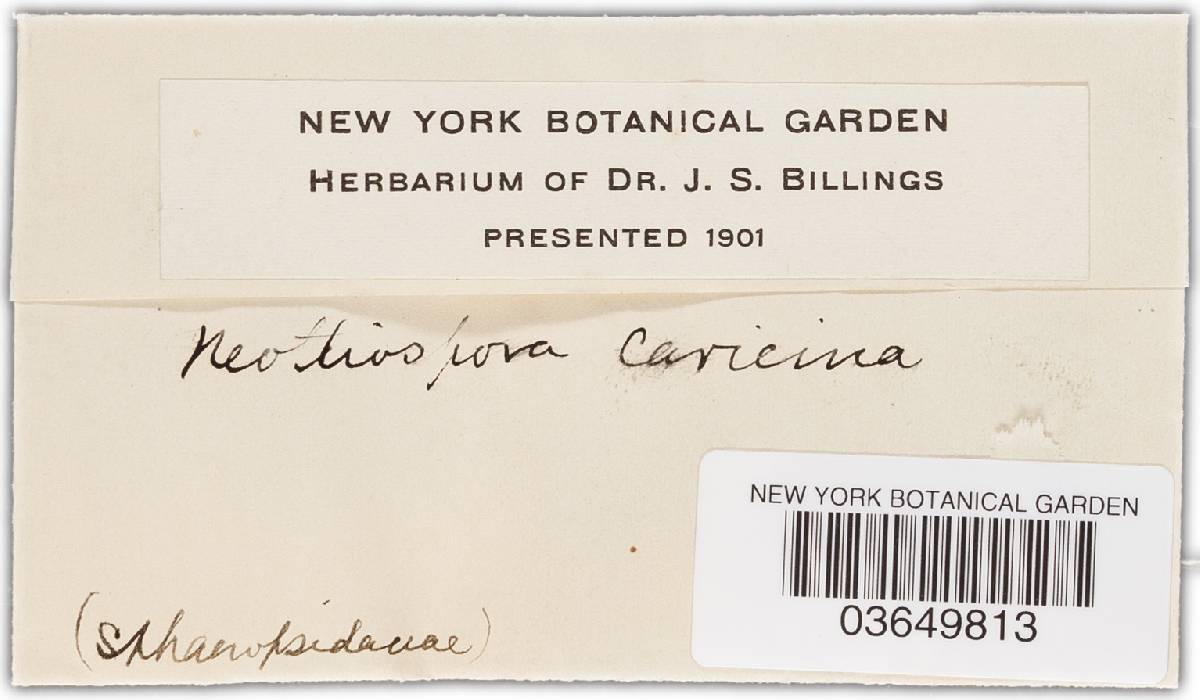 NEW YORK BOTANICAL GARDEN
HERBARIUM OF DR. J. S. BILLINGS
PRESENTED 1901
Neottiospora caricina
NEW YORK BOTANICAL GARDEN
03649813
(Sphaeropsidaceae)